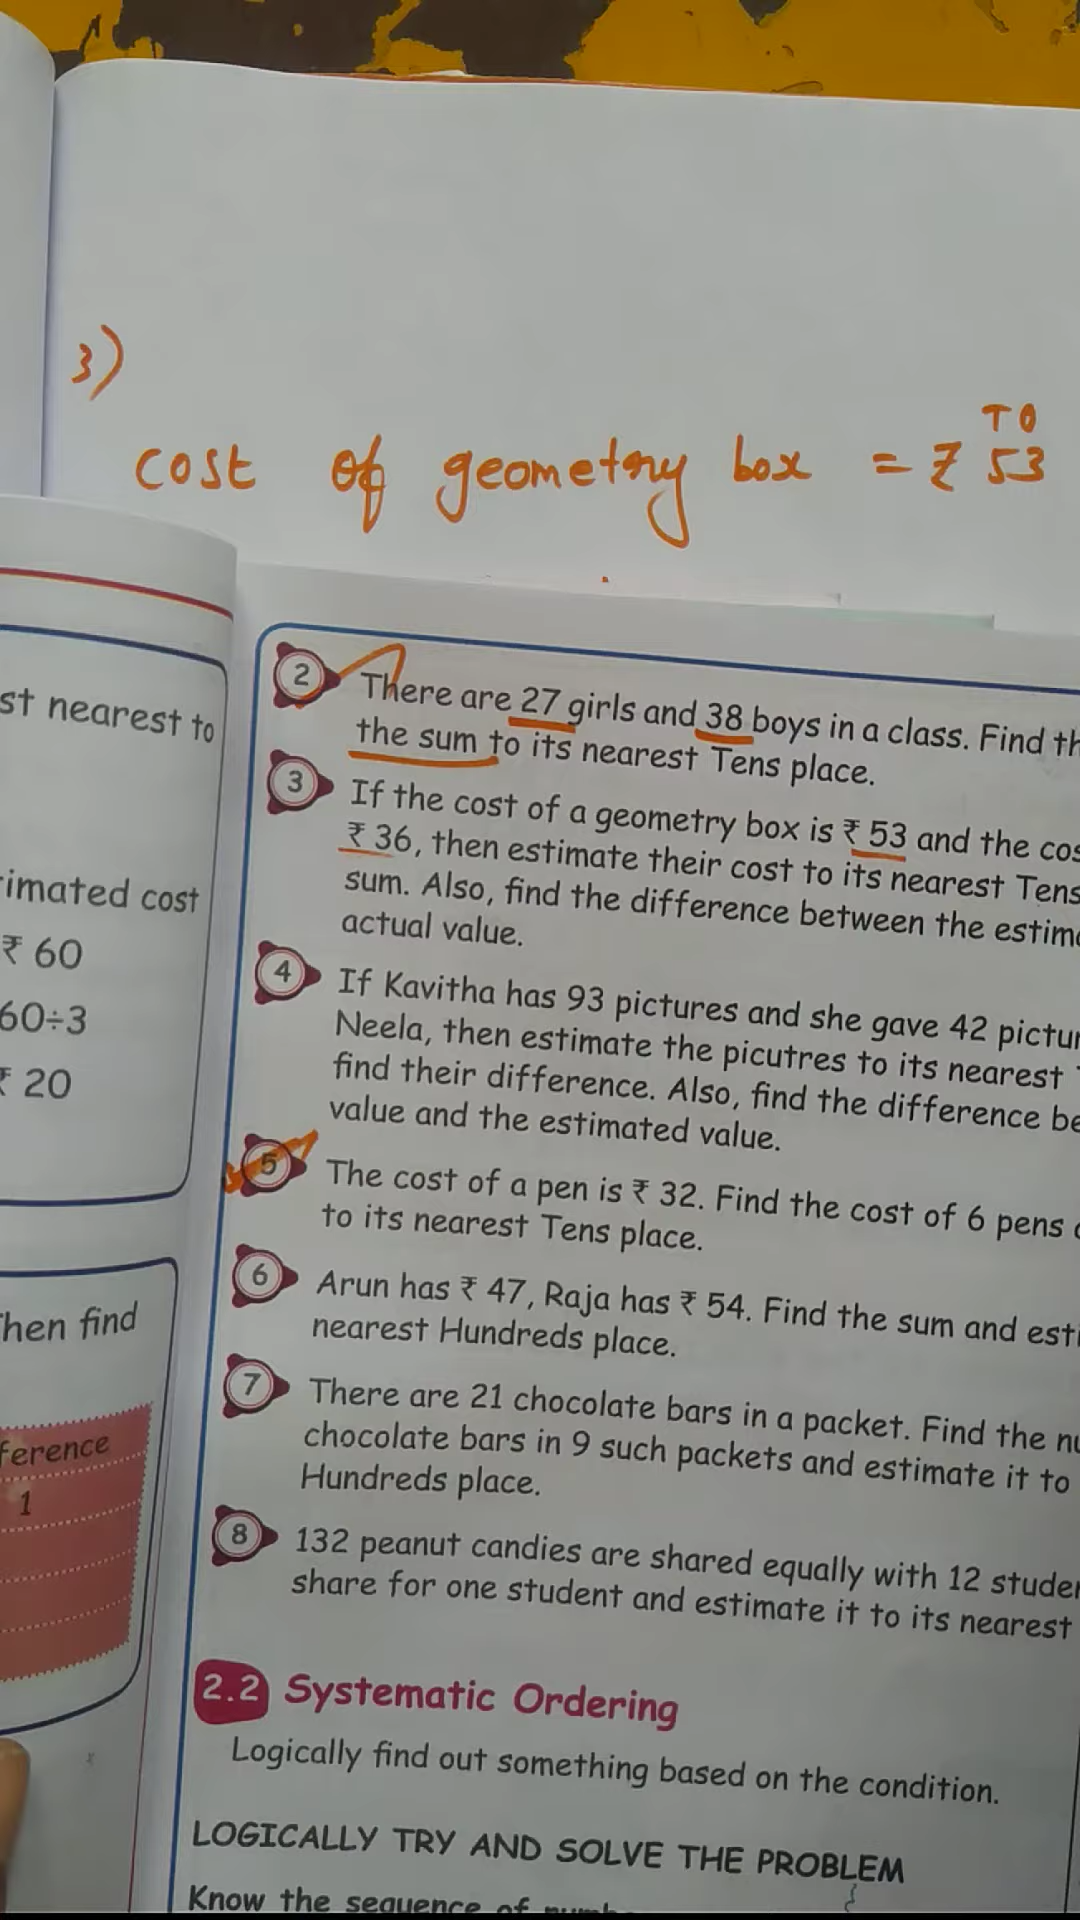 3)
T O
cost of geometry box = ₹ 53
st nearest to
imated cost
₹ 60
60÷3
₹ 20
hen find
ference
1
2 There are 27 girls and 38 boys in a class. Find th
the sum to its nearest Tens place.
3 If the cost of a geometry box is ₹ 53 and the cos
₹ 36, then estimate their cost to its nearest Tens
sum. Also, find the difference between the estim
actual value.
4 If Kavitha has 93 pictures and she gave 42 pictur
Neela, then estimate the picutres to its nearest
find their difference. Also, find the difference be
value and the estimated value.
5 The cost of a pen is ₹ 32. Find the cost of 6 pens
to its nearest Tens place.
6 Arun has ₹ 47, Raja has ₹ 54. Find the sum and esti
nearest Hundreds place.
7 There are 21 chocolate bars in a packet. Find the nu
chocolate bars in 9 such packets and estimate it to
Hundreds place.
8 132 peanut candies are shared equally with 12 studen
share for one student and estimate it to its nearest
2.2 Systematic Ordering
Logically find out something based on the condition.
LOGICALLY TRY AND SOLVE THE PROBLEM
Know the sequence of